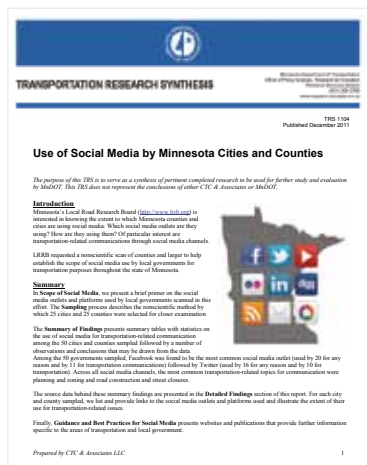 TRANSPORTATION RESEARCH SYNTHESIS
Minnesota Department of Transportation
TRS 1104
Published December 2011
Use of Social Media by Minnesota Cities and Counties
The purpose of this TRS is to serve as a synthesis of pertinent completed research to be used for further study and evaluation
by MnDOT. This TRS does not represent the conclusions of either CTC & Associates or MnDOT.
Introduction
Minnesota's Local Road Research Board (http://www.lrrb.org) is
interested in knowing the extent to which Minnesota counties and
cities are using social media: Which social media outlets are they
using? How are they using them? Of particular interest are
transportation-related communications through social media channels.
LRRB requested a nonscientific scan of counties and larger to help
establish the scope of social media use by local governments for
transportation purposes throughout the state of Minnesota.
Summary
In Scope of Social Media, we present a brief primer on the social
media outlets and platforms used by local governments scanned in this
effort. The Sampling process describes the nonscientific method by
which 25 cities and 25 counties were selected for closer examination.
The Summary of Findings presents summary tables with statistics on
the use of social media for transportation-related communication
among the 50 cities and counties sampled followed by a number of
observations and conclusions that may be drawn from the data.
Among the 50 governments sampled, Facebook was found to be the most common social media outlet (used by 20 for any
reason and by 11 for transportation communications) followed by Twitter (used by 16 for any reason and by 10 for
transportation). Across all social media channels, the most common transportation-related topics for communication were
planning and zoning and road construction and street closures.
The source data behind these summary findings are presented in the Detailed Findings section of this report. For each city
and county sampled, we list and provide links to the social media outlets and platforms used and illustrate the extent of their
use for transportation-related issues.
Finally, Guidance and Best Practices for Social Media presents websites and publications that provide further information
specific to the areas of transportation and local government.
Prepared by CTC & Associates LLC 1